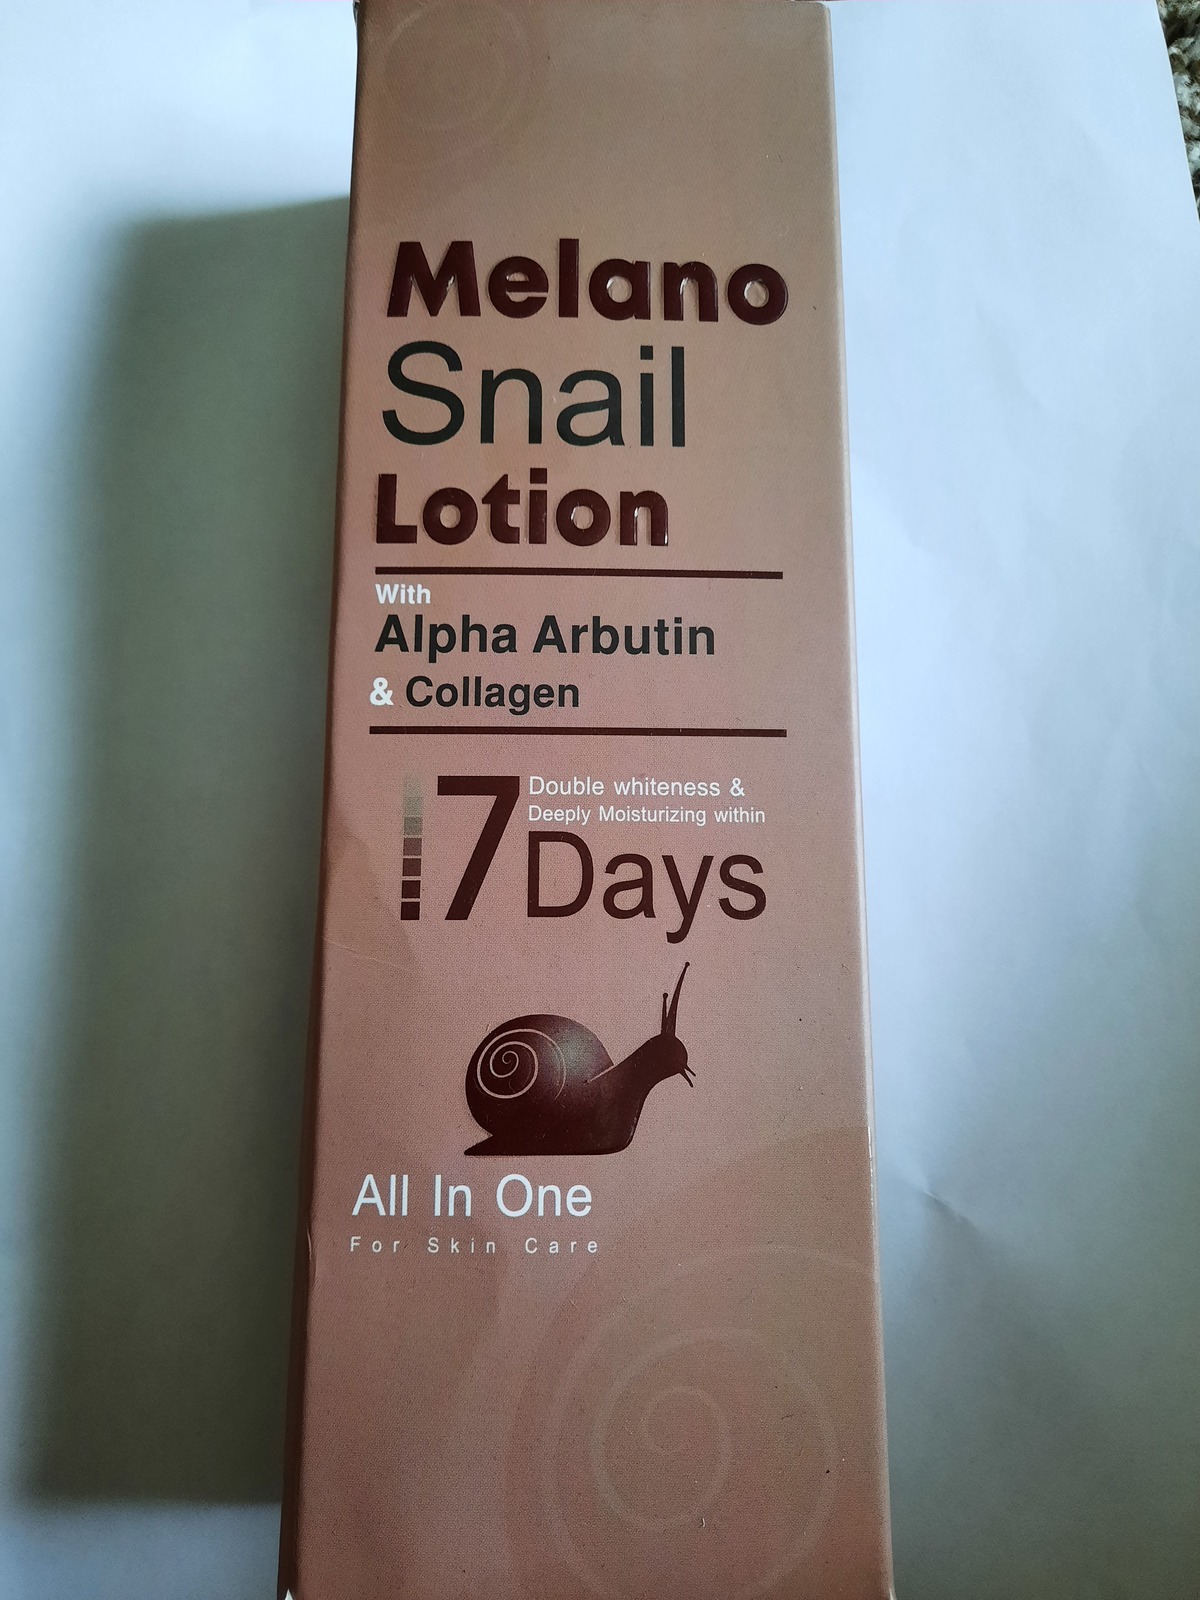 Melano
Snail
Lotion
With
Alpha Arbutin
& Collagen
7 Double whiteness &
Deeply Moisturizing within
Days
All In One
For Skin Care